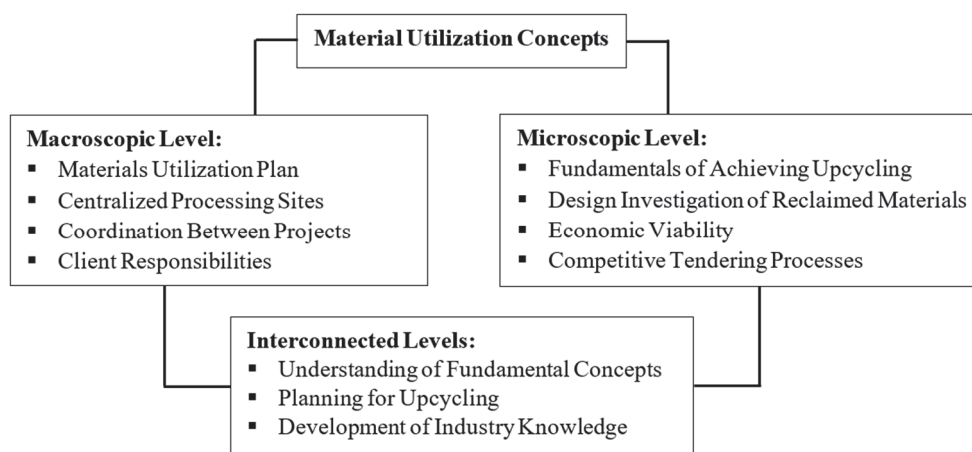 Material Utilization Concepts
Macroscopic Level:
▪ Materials Utilization Plan
▪ Centralized Processing Sites
▪ Coordination Between Projects
▪ Client Responsibilities
Microscopic Level:
▪ Fundamentals of Achieving Upcycling
▪ Design Investigation of Reclaimed Materials
▪ Economic Viability
▪ Competitive Tendering Processes
Interconnected Levels:
▪ Understanding of Fundamental Concepts
▪ Planning for Upcycling
▪ Development of Industry Knowledge